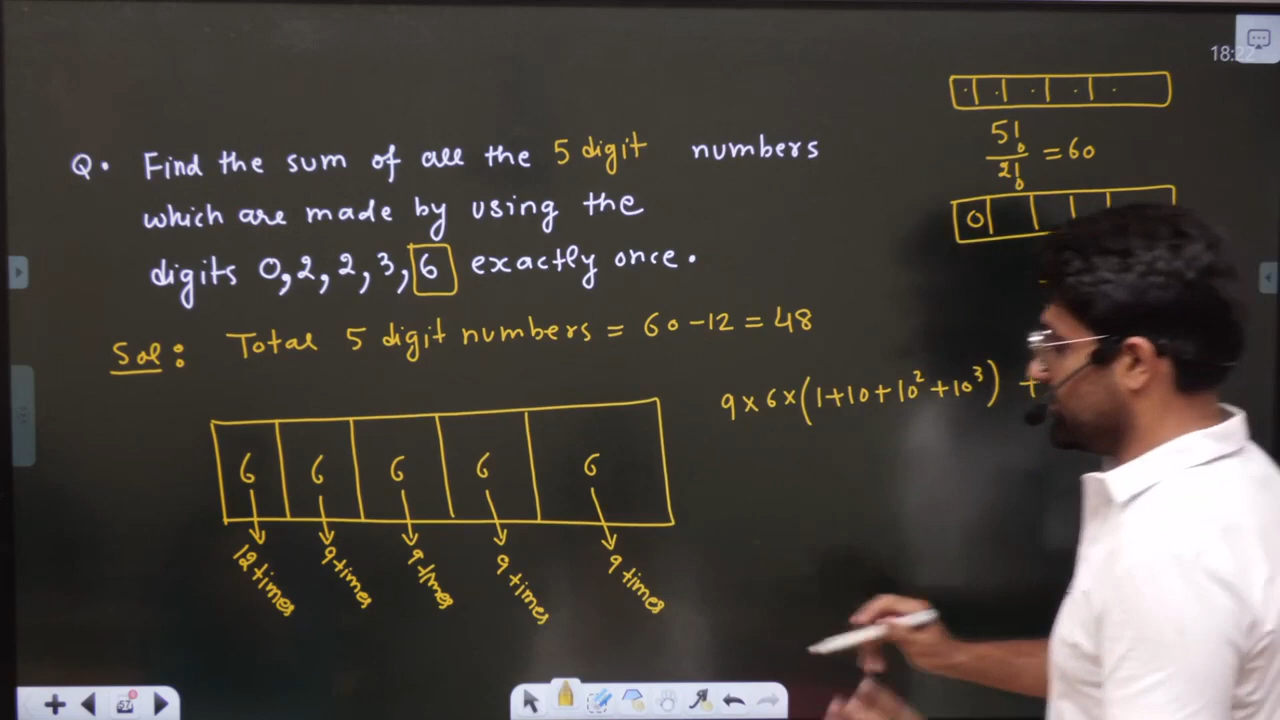 18:22
Q. Find the sum of all the 5 digit numbers
which are made by using the
digits 0, 2, 2, 3, 6 exactly once.
Sol: Total 5 digit numbers = 60-12 = 48
5!/2! = 60
0
9×6×(1+10+10²+10³) +
6 6 6 6 6
12 times 9 times 9 times 9 times 9 times
57